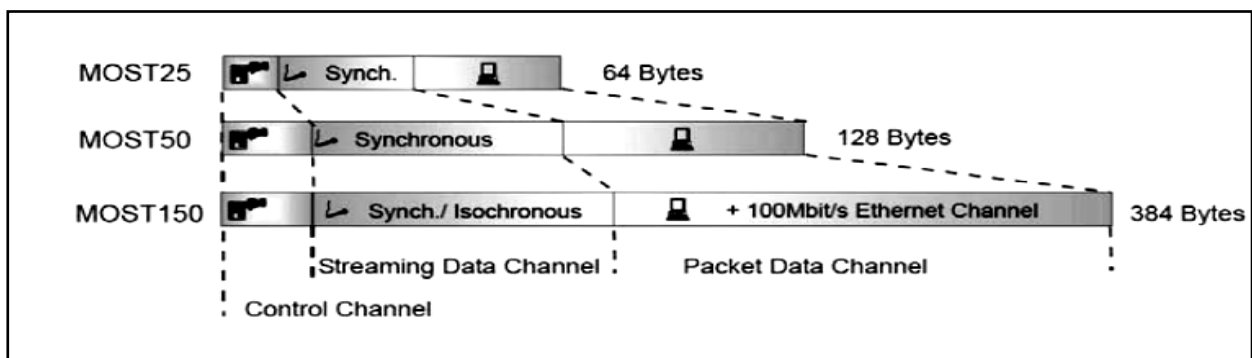 MOST25 Synch. 64 Bytes
MOST50 Synchronous 128 Bytes
MOST150 Synch./ Isochronous + 100Mbit/s Ethernet Channel 384 Bytes
Streaming Data Channel Packet Data Channel
Control Channel